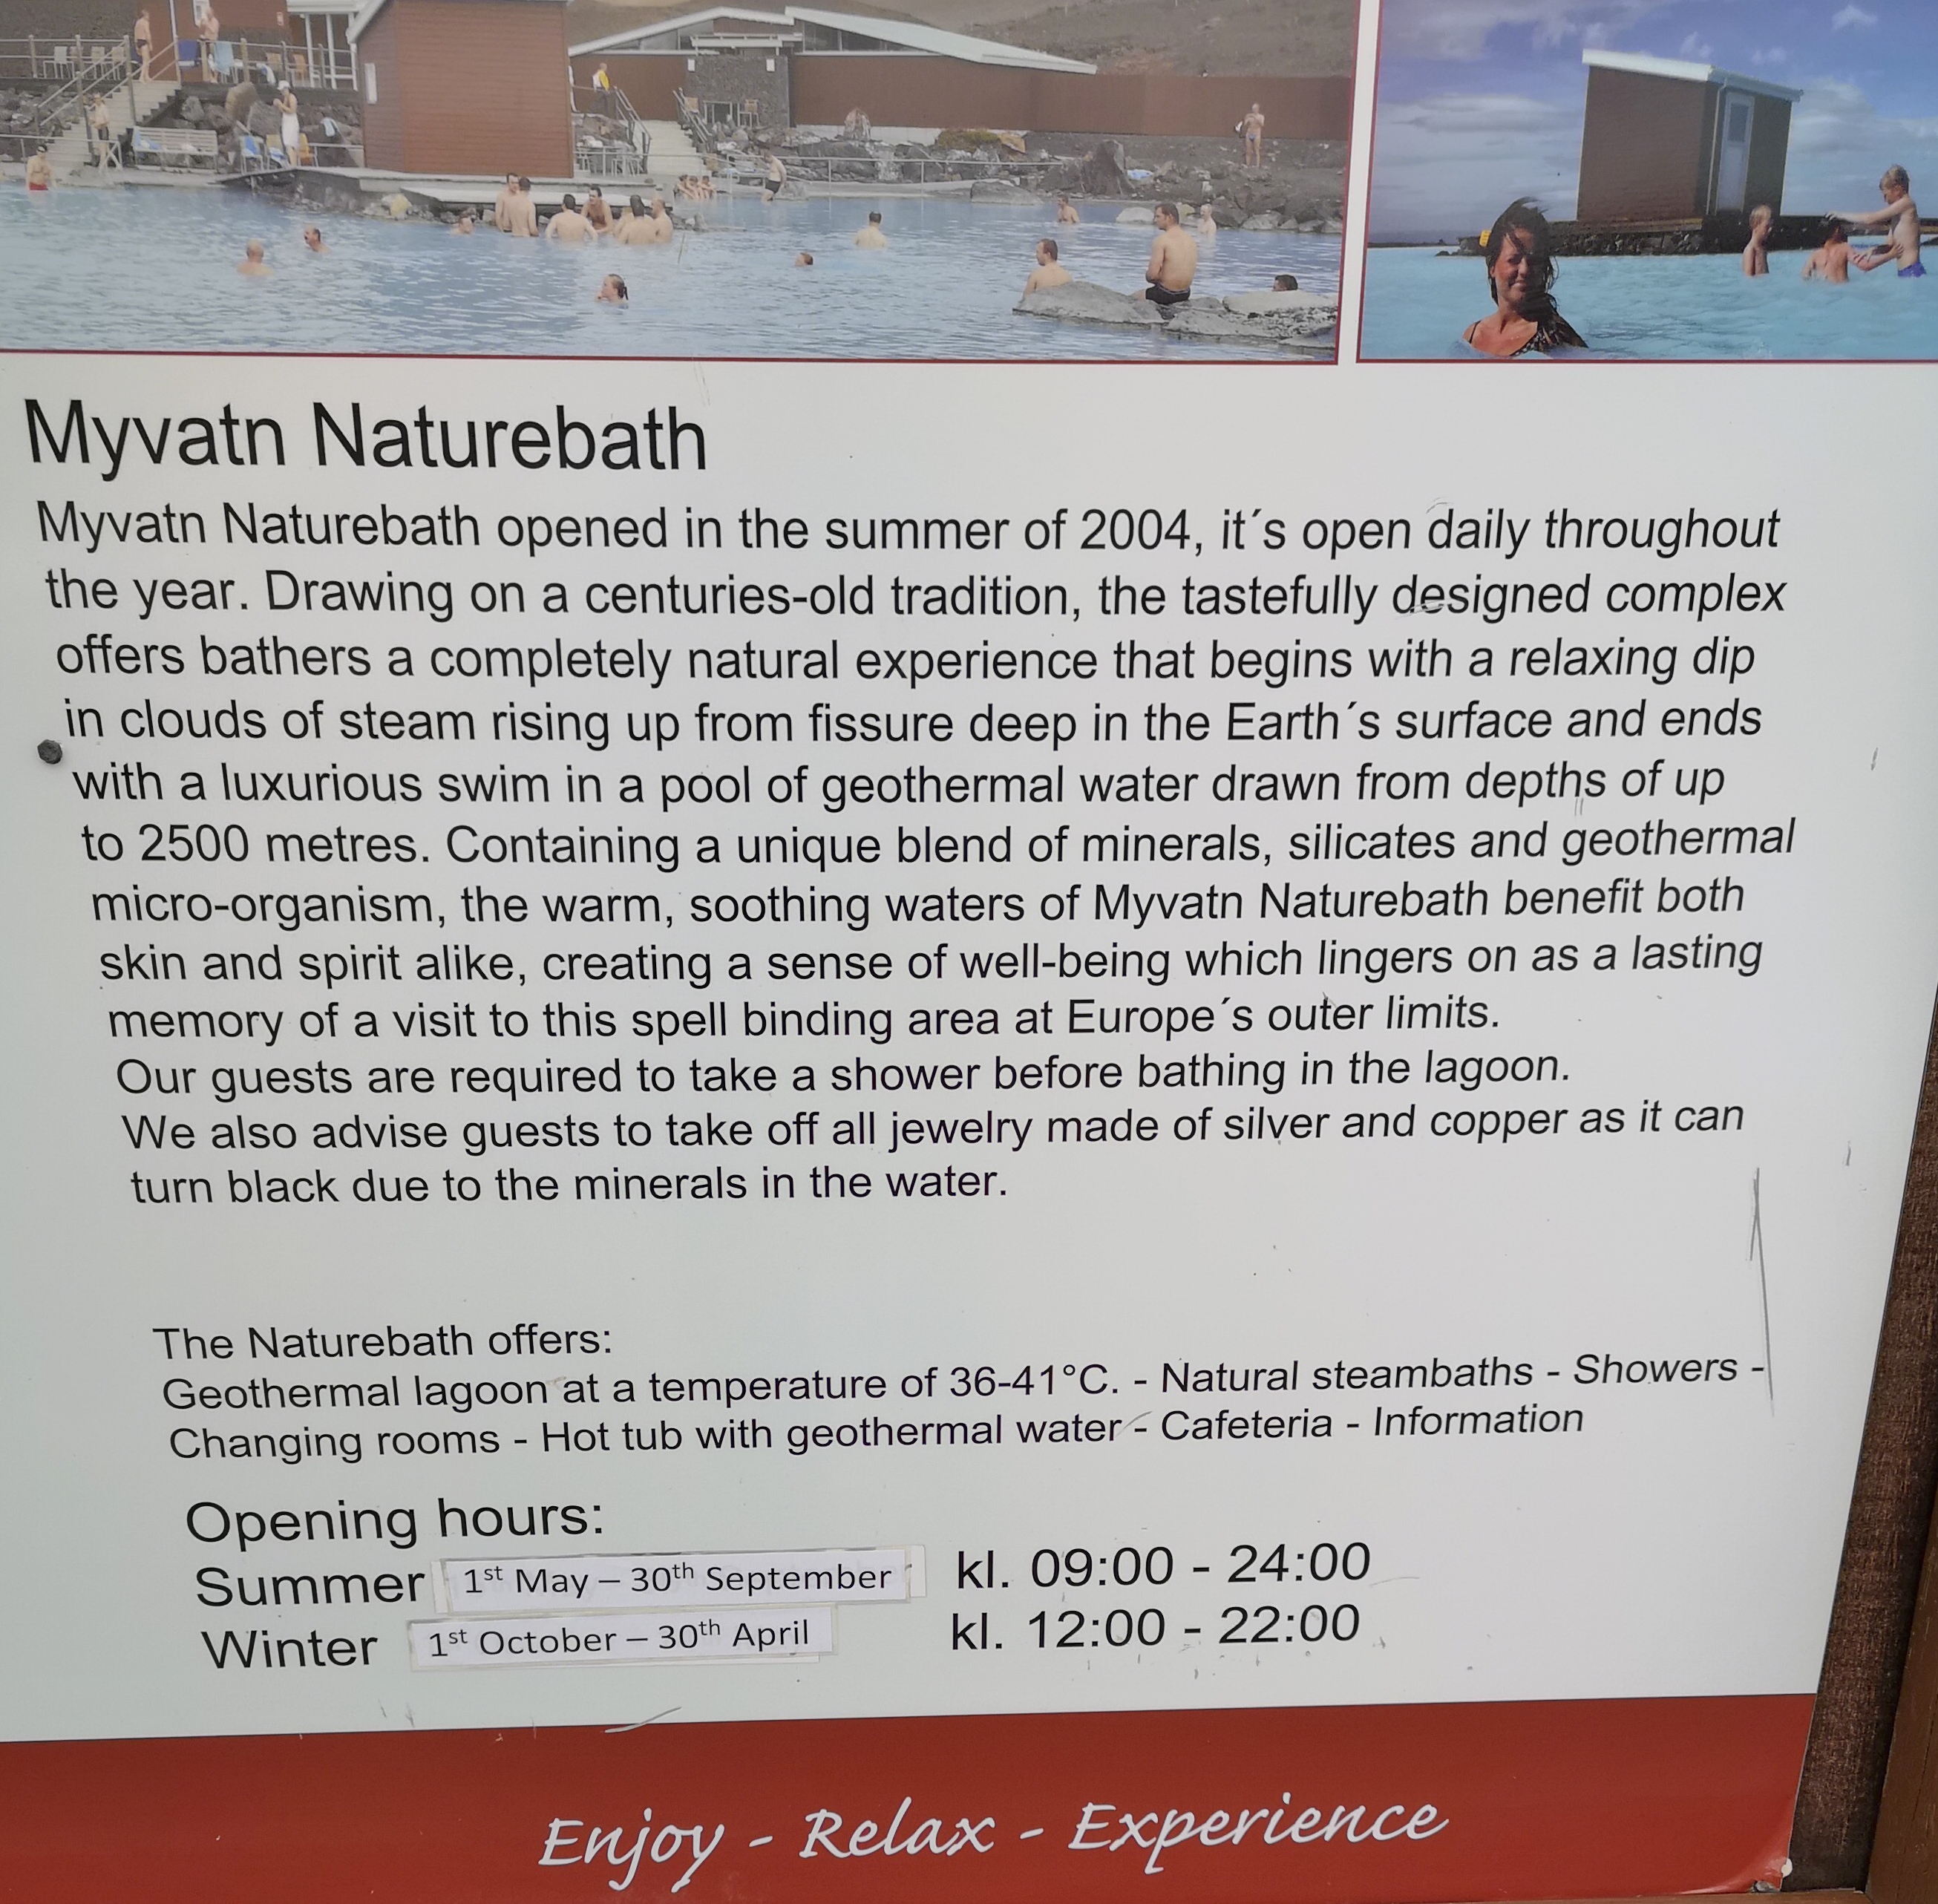 Myvatn Naturebath
Myvatn Naturebath opened in the summer of 2004, it´s open daily throughout
the year. Drawing on a centuries-old tradition, the tastefully designed complex
offers bathers a completely natural experience that begins with a relaxing dip
in clouds of steam rising up from fissure deep in the Earth´s surface and ends
with a luxurious swim in a pool of geothermal water drawn from depths of up
to 2500 metres. Containing a unique blend of minerals, silicates and geothermal
micro-organism, the warm, soothing waters of Myvatn Naturebath benefit both
skin and spirit alike, creating a sense of well-being which lingers on as a lasting
memory of a visit to this spell binding area at Europe´s outer limits.
Our guests are required to take a shower before bathing in the lagoon.
We also advise guests to take off all jewelry made of silver and copper as it can
turn black due to the minerals in the water.
The Naturebath offers:
Geothermal lagoon at a temperature of 36-41°C. - Natural steambaths - Showers -
Changing rooms - Hot tub with geothermal water - Cafeteria - Information
Opening hours:
Summer 1st May – 30th September kl. 09:00 - 24:00
Winter 1st October – 30th April kl. 12:00 - 22:00
Enjoy - Relax - Experience